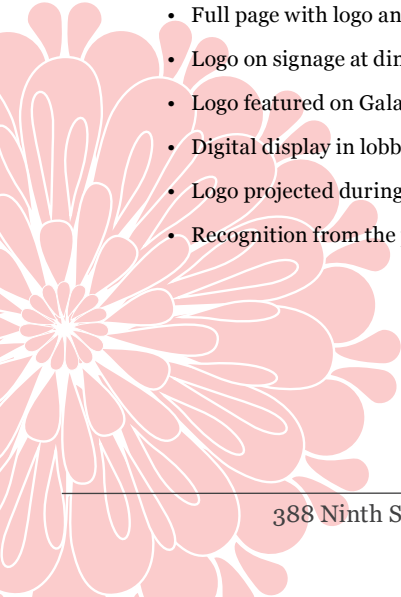 • Full page with logo an
• Logo on signage at din
• Logo featured on Gala
• Digital display in lobb
• Logo projected during
• Recognition from the
388 Ninth S